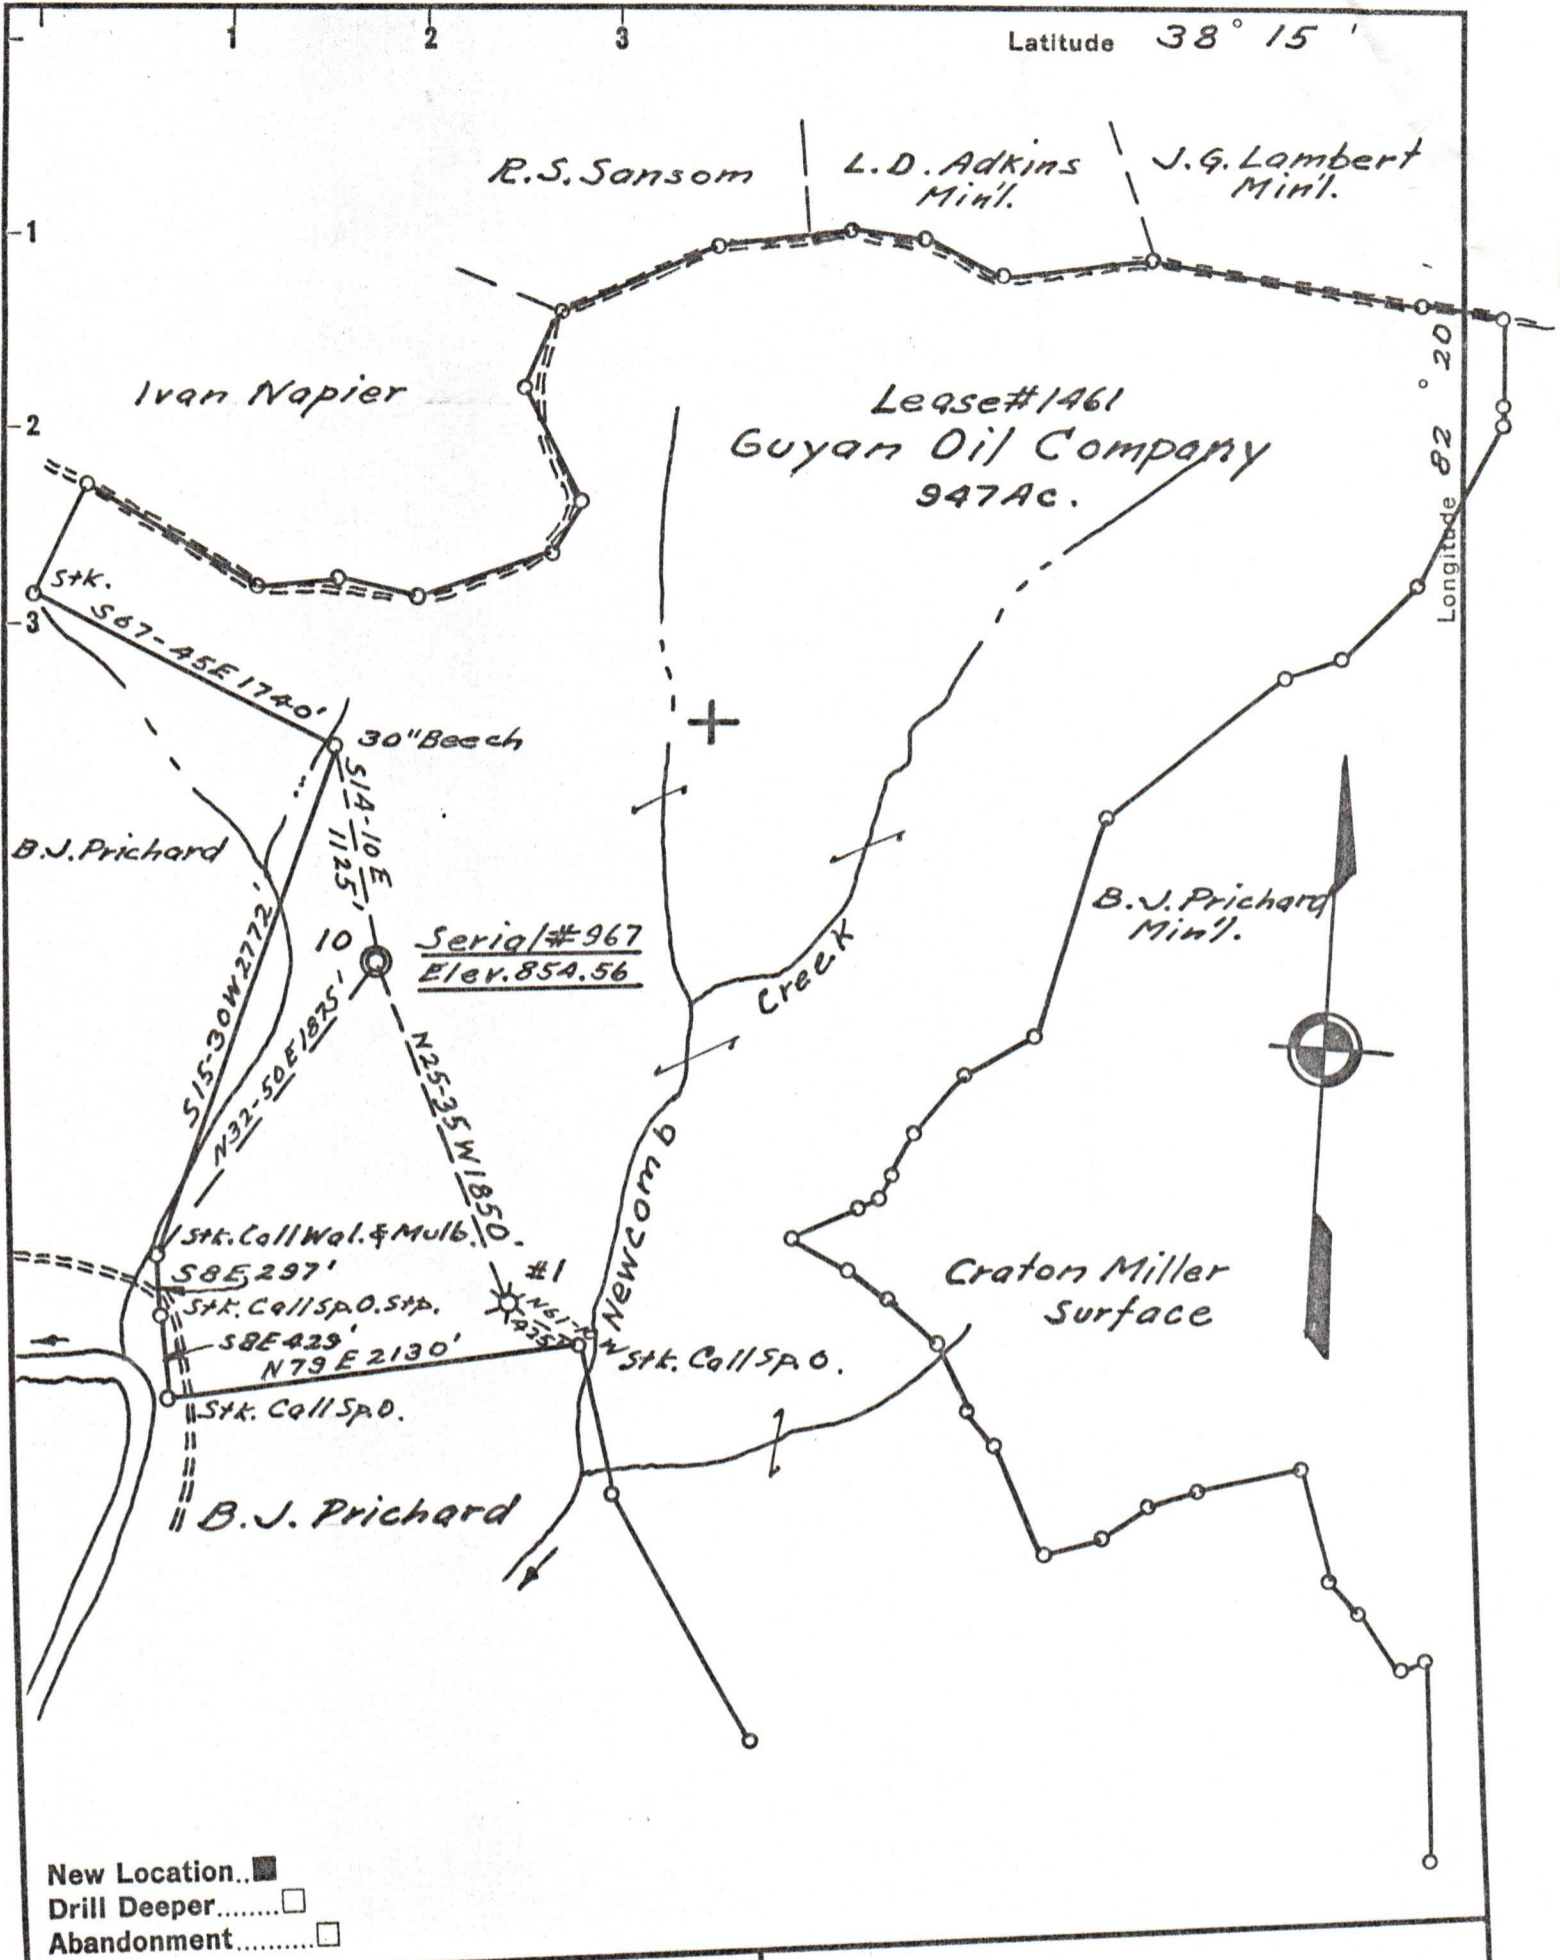 1 2 3
Latitude 38° 15'
R.S. Sansom
L.D. Adkins
Min'l.
J.G. Lambert
Min'l.
-1
Ivan Napier
-2
Lease #1461
Guyan Oil Company
947 Ac.
Longitude 82° 20'
Stk.
-3
S67-45E 1740'
30" Beech
S14-10E
1125'
B.J. Prichard
10
Serial #967
Elev. 854.56
S15-30W 2772'
N32-50E 1875'
N25-35W 1850
Creek
B.J. Prichard
Min'l.
Newcomb
Stk. Call Wal. & Mulb.
S8E 297'
Stk. Call Sp. O. Stp.
S8E 429'
N79E 2130'
#1
N61-
Stk. Call Sp. O.
Stk. Call Sp. O.
Craton Miller
Surface
B.J. Prichard
New Location..■
Drill Deeper........□
Abandonment..........□